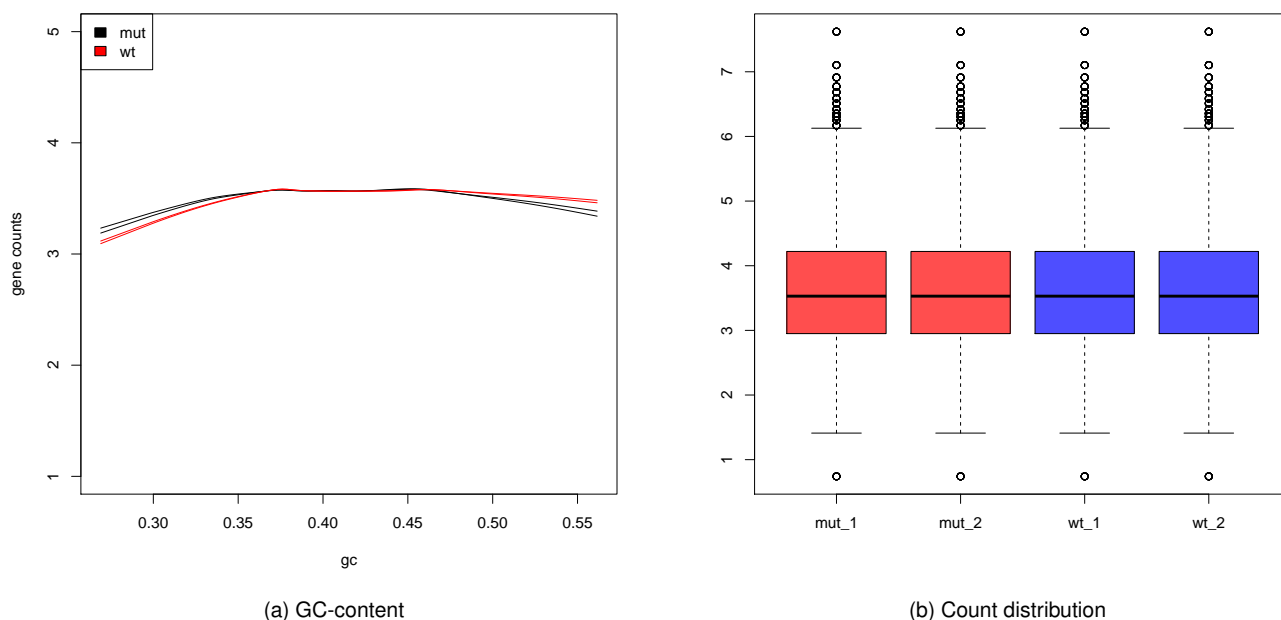 mut
wt
5
4
3
2
1
gene counts
0.30 0.35 0.40 0.45 0.50 0.55
gc
(a) GC-content
7
6
5
4
3
2
1
mut_1 mut_2 wt_1 wt_2
(b) Count distribution